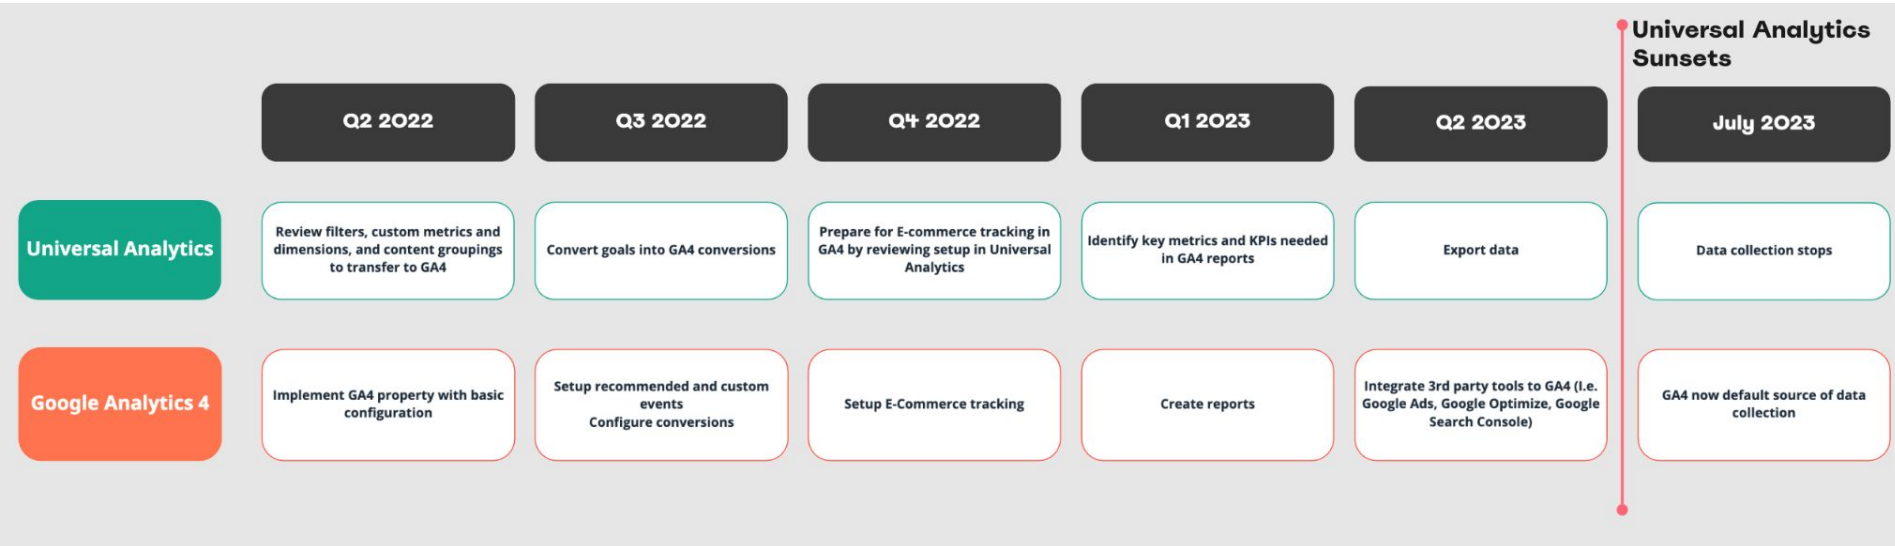 Universal Analytics
Sunsets
Q2 2022
Q3 2022
Q4 2022
Q1 2023
Q2 2023
July 2023
Universal Analytics
Review filters, custom metrics and
dimensions, and content groupings
to transfer to GA4
Convert goals into GA4 conversions
Prepare for E-commerce tracking in
GA4 by reviewing setup in Universal
Analytics
Identify key metrics and KPIs needed
in GA4 reports
Export data
Data collection stops
Google Analytics 4
Implement GA4 property with basic
configuration
Setup recommended and custom
events
Configure conversions
Setup E-Commerce tracking
Create reports
Integrate 3rd party tools to GA4 (I.e.
Google Ads, Google Optimize, Google
Search Console)
GA4 now default source of data
collection